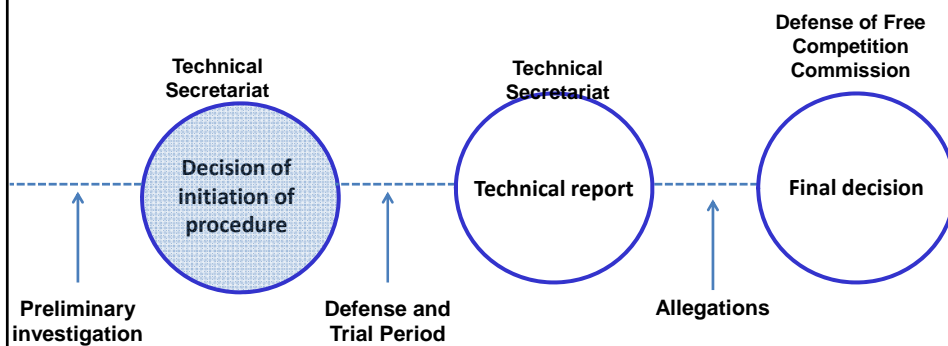 Technical
Secretariat
Decision of
initiation of
procedure
Technical
Secretariat
Technical report
Defense of Free
Competition
Commission
Final decision
Preliminary
investigation
Defense and
Trial Period
Allegations